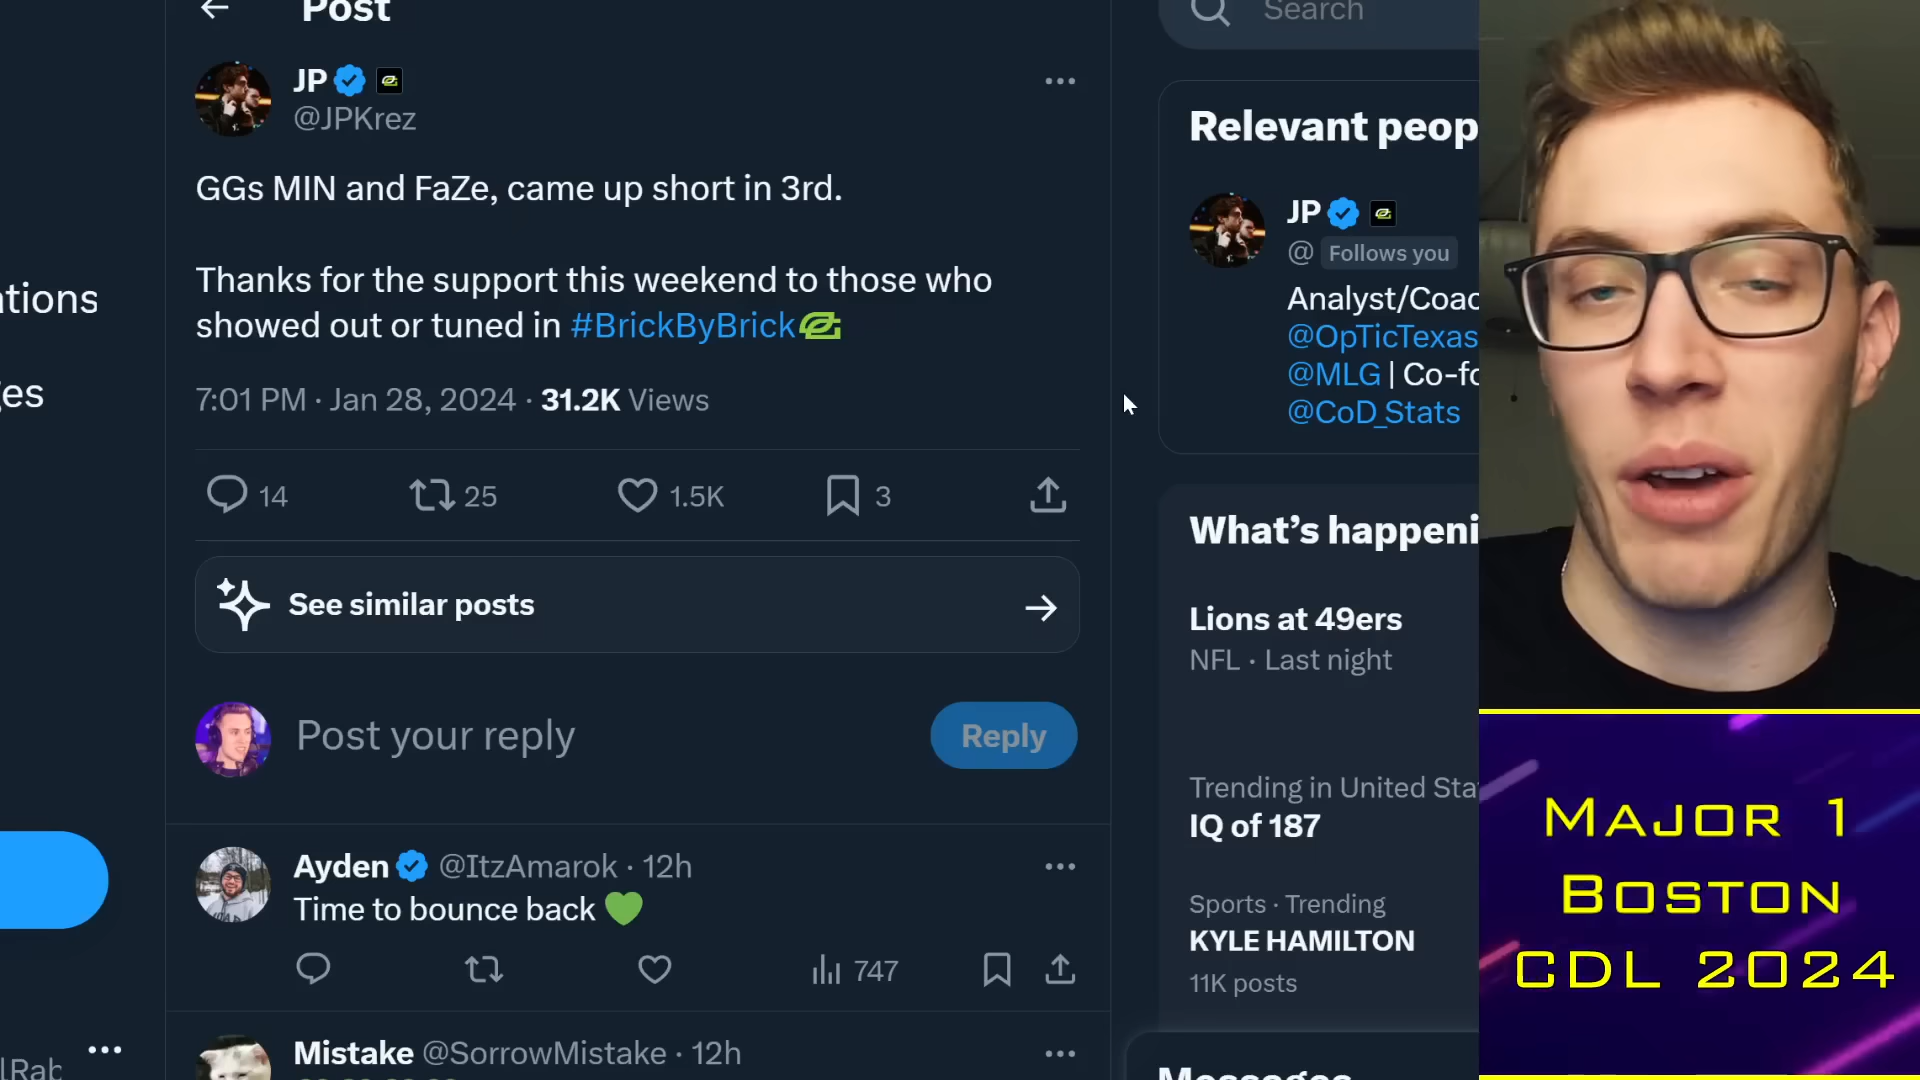 Post
Search
JP
@JPKrez
GGs MIN and FaZe, came up short in 3rd.
Thanks for the support this weekend to those who
showed out or tuned in #BrickByBrick
7:01 PM · Jan 28, 2024 · 31.2K Views
14
25
1.5K
3
See similar posts
Post your reply
Reply
Ayden @ItzAmarok · 12h
Time to bounce back 💚
747
Mistake @SorrowMistake · 12h
ations
ges
lRab
Relevant peop
JP
@ Follows you
Analyst/Coac
@OpTicTexas
@MLG | Co-fo
@CoD_Stats
What's happeni
Lions at 49ers
NFL · Last night
Trending in United Sta
IQ of 187
Sports · Trending
KYLE HAMILTON
11K posts
Messages
MAJOR 1
BOSTON
CDL 2024